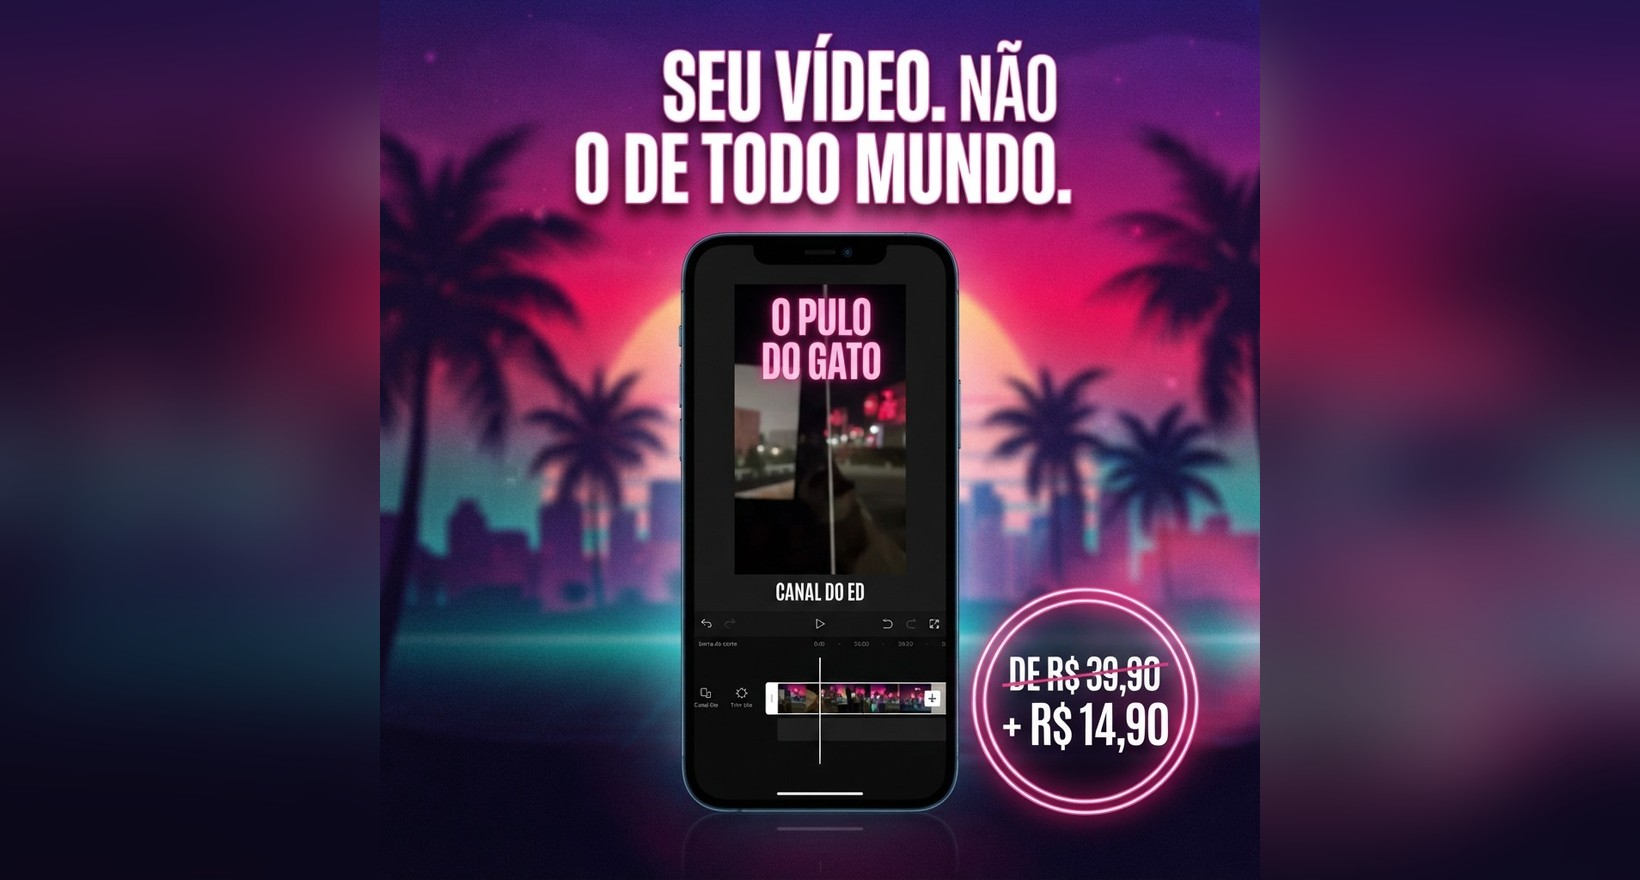 SEU VÍDEO. NÃO
O DE TODO MUNDO.
O PULO
DO GATO
CANAL DO ED
DE R$ 39,90
+ R$ 14,90